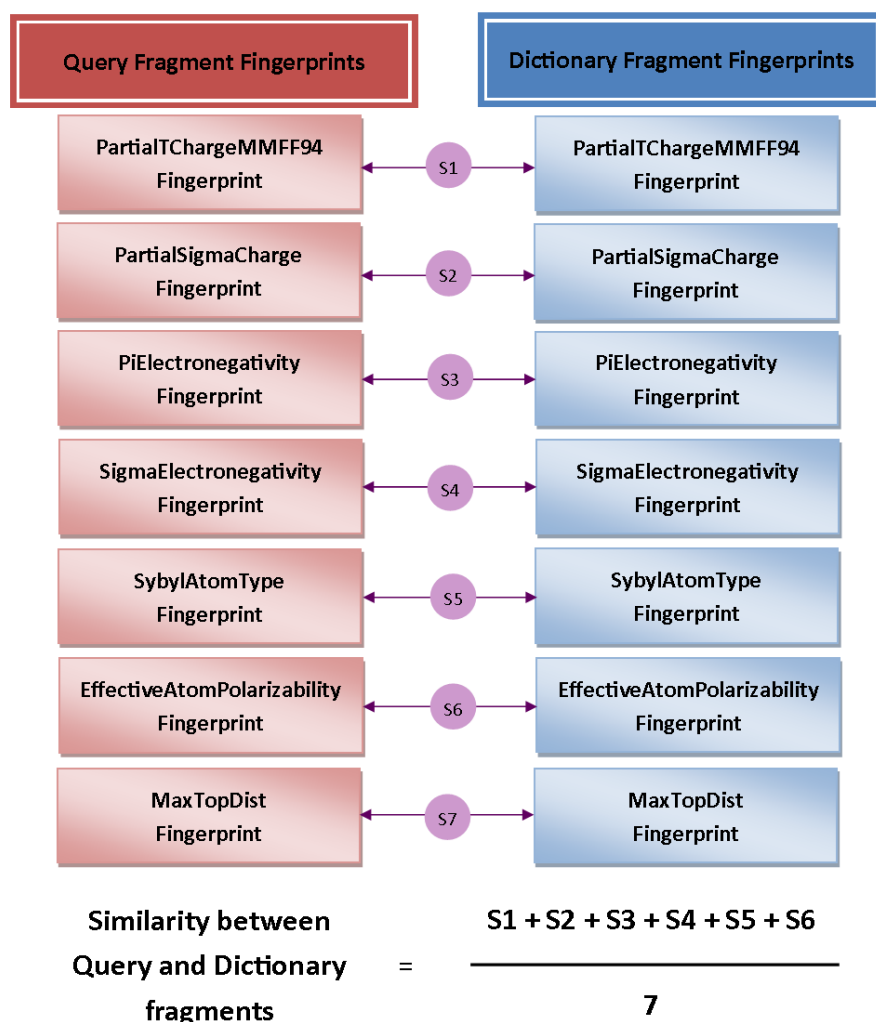 Query Fragment Fingerprints
Dictionary Fragment Fingerprints
PartialTChargeMMFF94
Fingerprint
S1
PartialTChargeMMFF94
Fingerprint
PartialSigmaCharge
Fingerprint
S2
PartialSigmaCharge
Fingerprint
PiElectronegativity
Fingerprint
S3
PiElectronegativity
Fingerprint
SigmaElectronegativity
Fingerprint
S4
SigmaElectronegativity
Fingerprint
SybylAtomType
Fingerprint
S5
SybylAtomType
Fingerprint
EffectiveAtomPolarizability
Fingerprint
S6
EffectiveAtomPolarizability
Fingerprint
MaxTopDist
Fingerprint
S7
MaxTopDist
Fingerprint
Similarity between
Query and Dictionary
fragments
=
S1 + S2 + S3 + S4 + S5 + S6
7